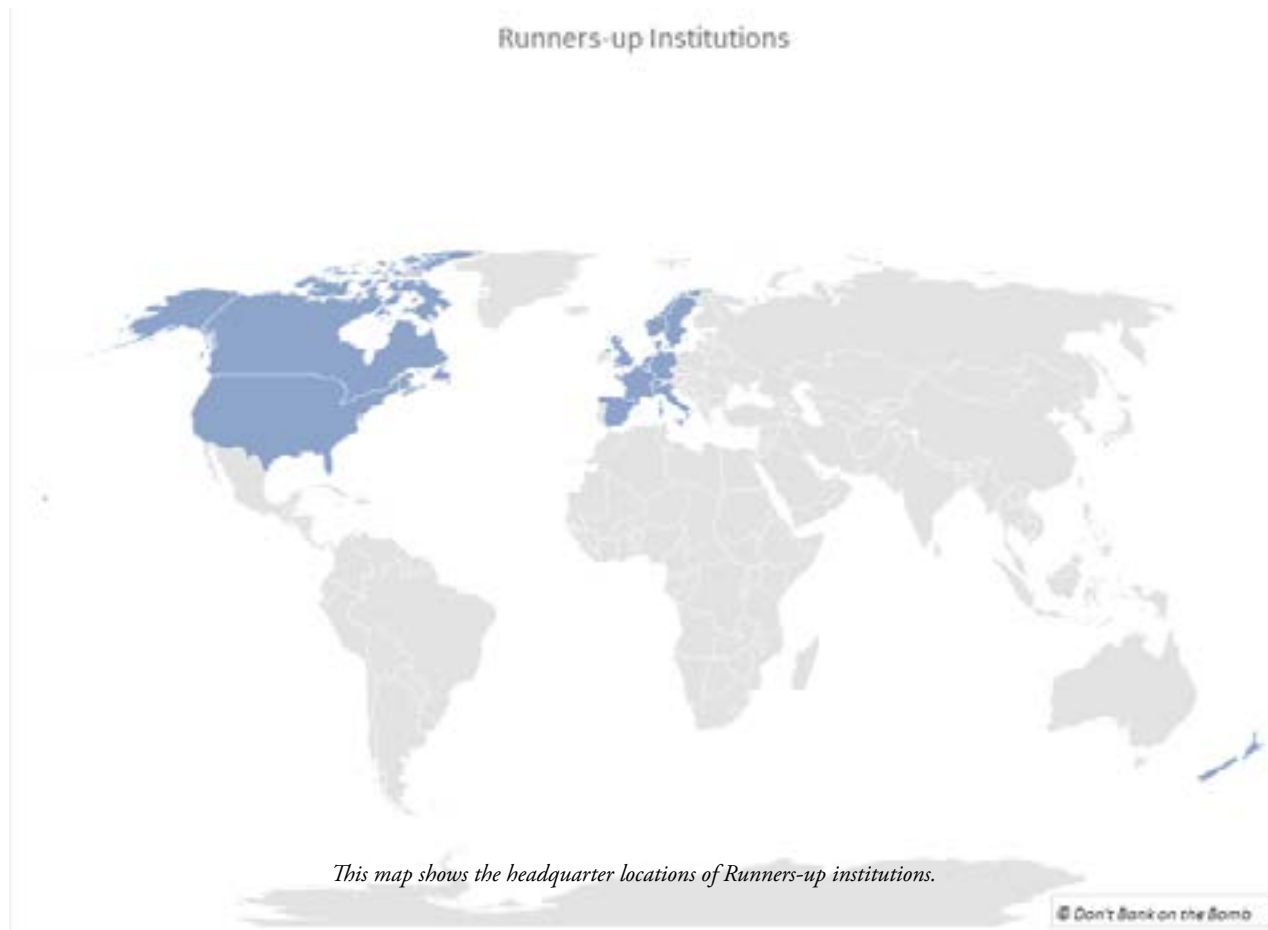 Runners-up Institutions
This map shows the headquarter locations of Runners-up institutions.
© Don't Bank on the Bomb